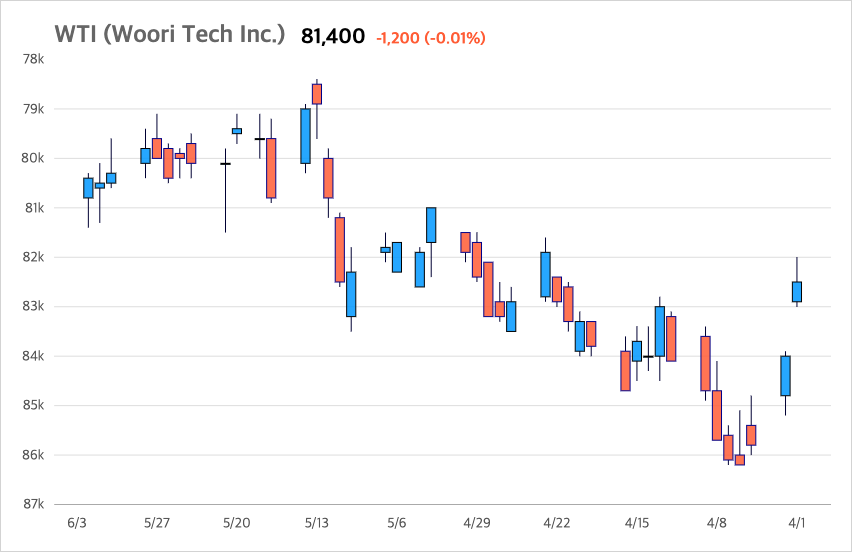 WTI (Woori Tech Inc.) 81,400 -1,200 (-0.01%)
78k
79k
80k
81k
82k
83k
84k
85k
86k
87k
6/3 5/27 5/20 5/13 5/6 4/29 4/22 4/15 4/8 4/1